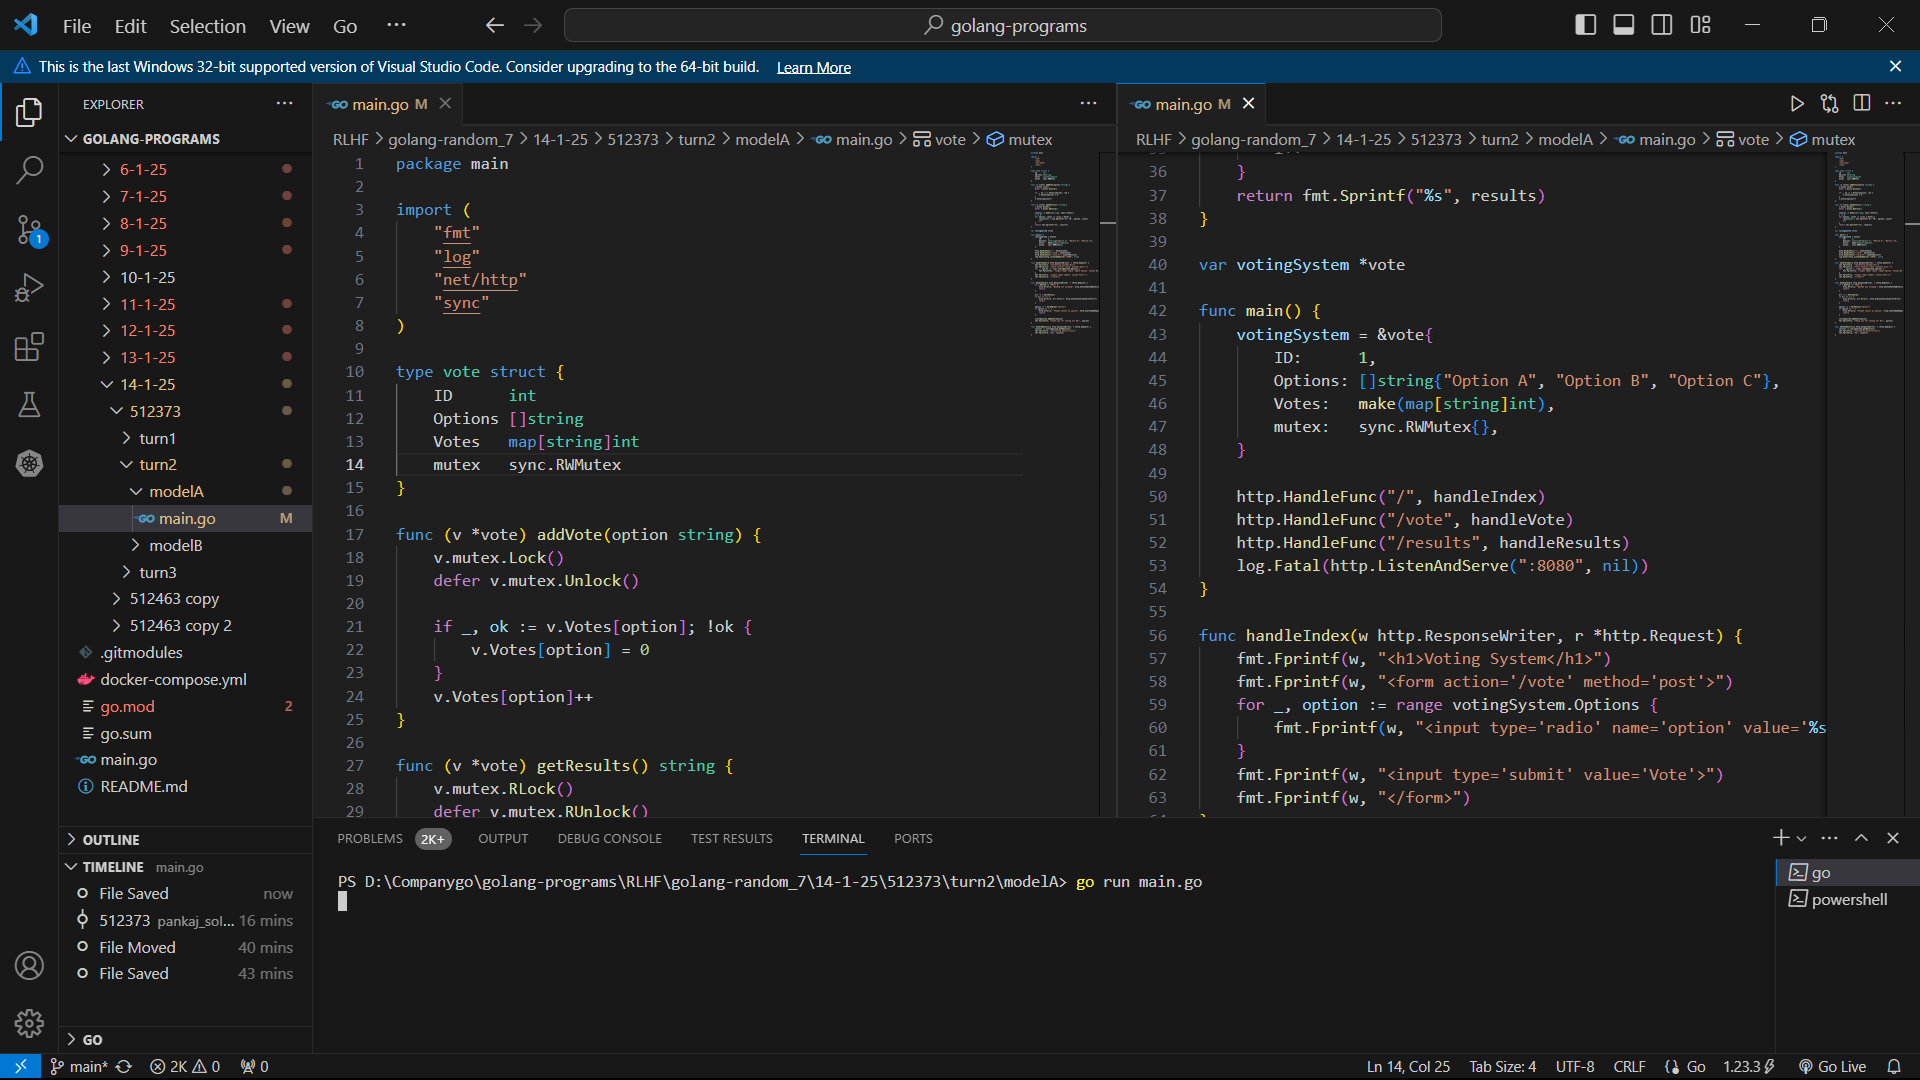 File Edit Selection View Go ···
golang-programs
This is the last Windows 32-bit supported version of Visual Studio Code. Consider upgrading to the 64-bit build. Learn More
EXPLORER
GOLANG-PROGRAMS
6-1-25
7-1-25
8-1-25
9-1-25
10-1-25
11-1-25
12-1-25
13-1-25
14-1-25
512373
turn1
turn2
modelA
main.go M
modelB
turn3
512463 copy
512463 copy 2
.gitmodules
docker-compose.yml
go.mod 2
go.sum
main.go
README.md
OUTLINE
TIMELINE main.go
File Saved now
512373 pankaj_sol... 16 mins
File Moved 40 mins
File Saved 43 mins
GO
main.go M
RLHF > golang-random_7 > 14-1-25 > 512373 > turn2 > modelA > main.go > vote > mutex
1 package main
2
3 import (
4 "fmt"
5 "log"
6 "net/http"
7 "sync"
8 )
9
10 type vote struct {
11 ID int
12 Options []string
13 Votes map[string]int
14 mutex sync.RWMutex
15 }
16
17 func (v *vote) addVote(option string) {
18 v.mutex.Lock()
19 defer v.mutex.Unlock()
20
21 if _, ok := v.Votes[option]; !ok {
22 v.Votes[option] = 0
23 }
24 v.Votes[option]++
25 }
26
27 func (v *vote) getResults() string {
28 v.mutex.RLock()
29 defer v.mutex.RUnlock()
main.go M
RLHF > golang-random_7 > 14-1-25 > 512373 > turn2 > modelA > main.go > vote > mutex
36 }
37 return fmt.Sprintf("%s", results)
38 }
39
40 var votingSystem *vote
41
42 func main() {
43 votingSystem = &vote{
44 ID: 1,
45 Options: []string{"Option A", "Option B", "Option C"},
46 Votes: make(map[string]int),
47 mutex: sync.RWMutex{},
48 }
49
50 http.HandleFunc("/", handleIndex)
51 http.HandleFunc("/vote", handleVote)
52 http.HandleFunc("/results", handleResults)
53 log.Fatal(http.ListenAndServe(":8080", nil))
54 }
55
56 func handleIndex(w http.ResponseWriter, r *http.Request) {
57 fmt.Fprintf(w, "<h1>Voting System</h1>")
58 fmt.Fprintf(w, "<form action='/vote' method='post'>")
59 for _, option := range votingSystem.Options {
60 fmt.Fprintf(w, "<input type='radio' name='option' value='%s
61 }
62 fmt.Fprintf(w, "<input type='submit' value='Vote'>")
63 fmt.Fprintf(w, "</form>")
PROBLEMS 2K+ OUTPUT DEBUG CONSOLE TEST RESULTS TERMINAL PORTS
PS D:\Companygo\golang-programs\RLHF\golang-random_7\14-1-25\512373\turn2\modelA> go run main.go
go
powershell
1
main* 2K 0 0 Ln 14, Col 25 Tab Size: 4 UTF-8 CRLF Go 1.23.3 Go Live